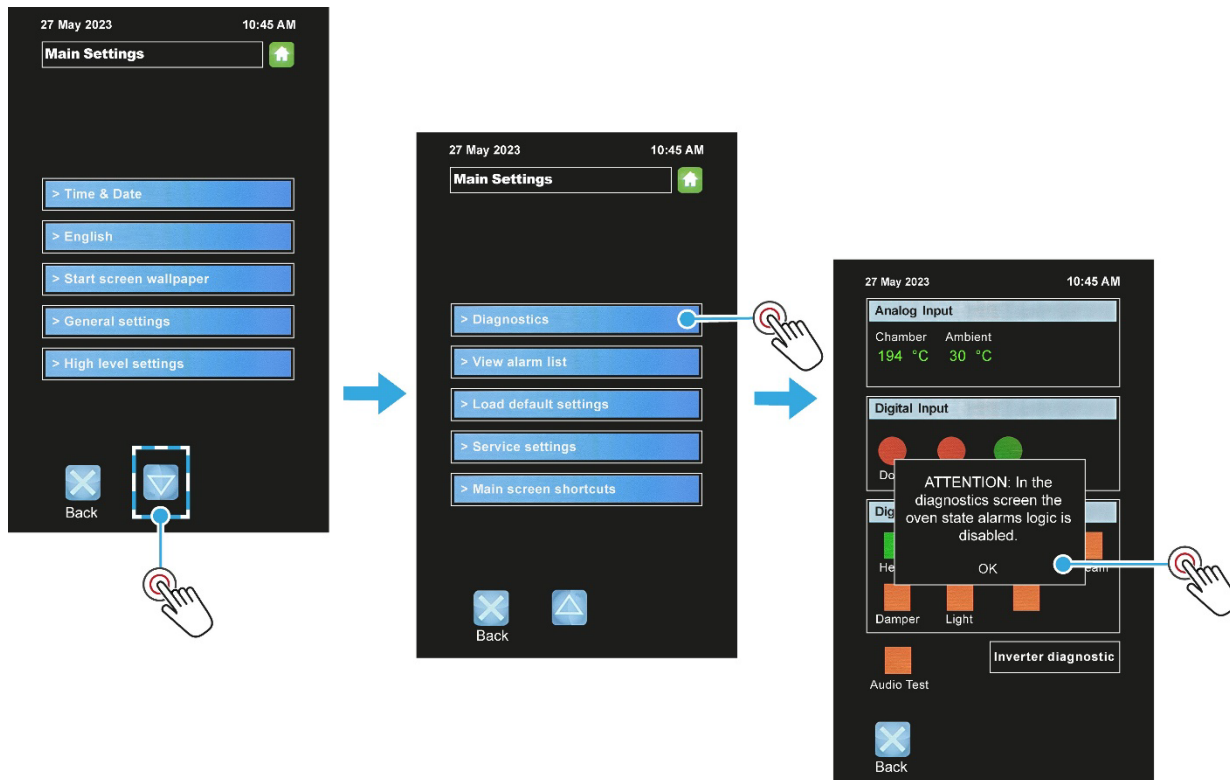 27 May 2023 10:45 AM
Main Settings
> Time & Date
> English
> Start screen wallpaper
> General settings
> High level settings
Back
27 May 2023 10:45 AM
Main Settings
> Diagnostics
> View alarm list
> Load default settings
> Service settings
> Main screen shortcuts
Back
27 May 2023 10:45 AM
Analog Input
Chamber Ambient
194 °C 30 °C
Digital Input
Do
ATTENTION: In the
diagnostics screen the
oven state alarms logic is
disabled.
OK
Dig
He
Damper Light
Audio Test
Inverter diagnostic
Back